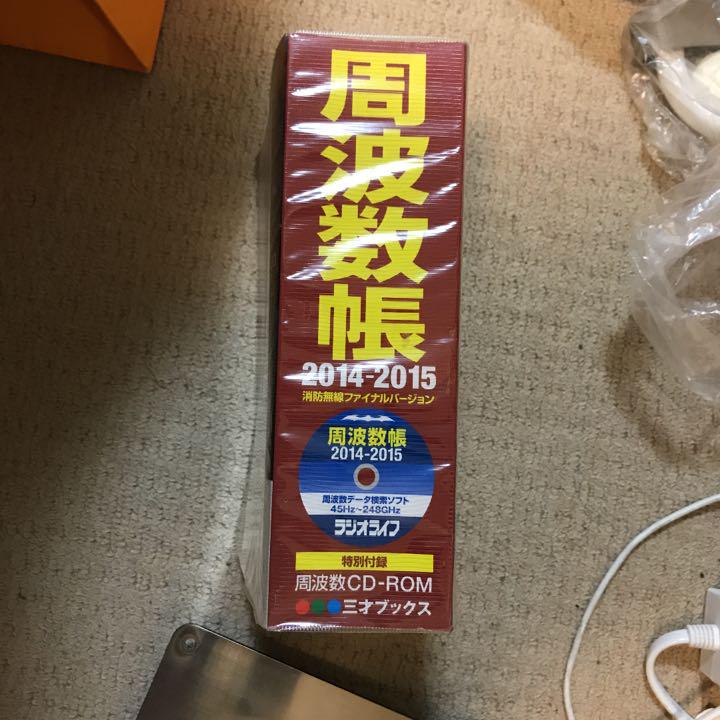 周波数帳
2014-2015
消防無線ファイナルバージョン
周波数帳
2014-2015
周波数データ検索ソフト
45Hz~248GHz
ラジオライフ
特別付録
周波数CD-ROM
三才ブックス